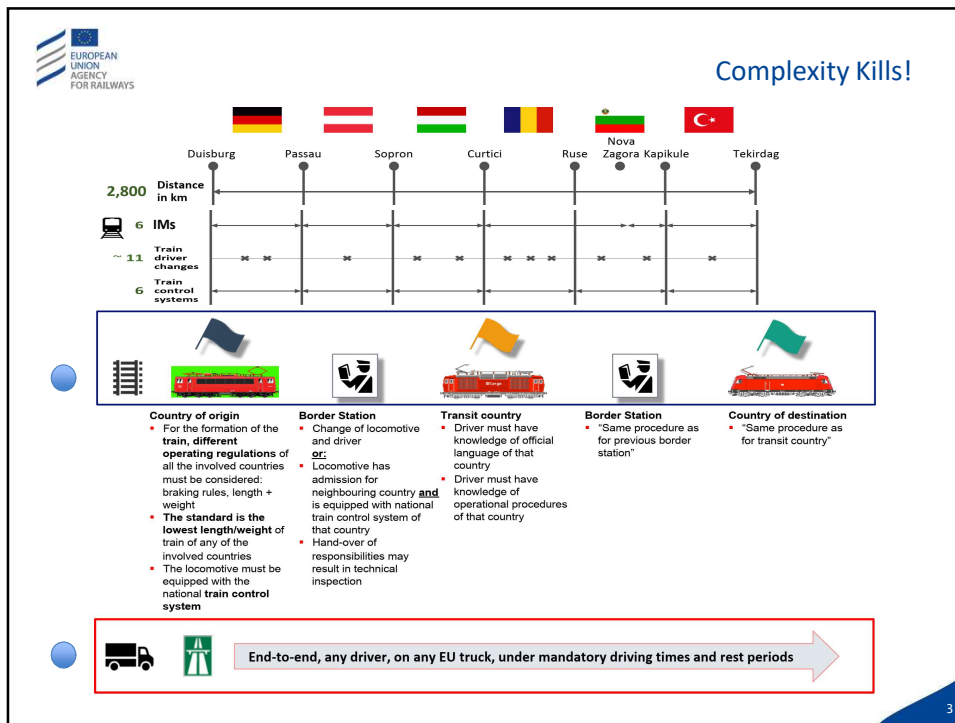 EUROPEAN
UNION
AGENCY
FOR RAILWAYS
Complexity Kills!
Duisburg
Passau
Sopron
Curtici
Ruse
Nova
Zagora
Kapikule
Tekirdag
2,800 Distance
in km
6 IMs
~ 11 Train
driver
changes
6 Train
control
systems
Cargo
Country of origin
▪ For the formation of the
train, different
operating regulations of
all the involved countries
must be considered:
braking rules, length +
weight
▪ The standard is the
lowest length/weight of
train of any of the
involved countries
▪ The locomotive must be
equipped with the
national train control
system
Border Station
▪ Change of locomotive
and driver
or:
▪ Locomotive has
admission for
neighbouring country and
is equipped with national
train control system of
that country
▪ Hand-over of
responsibilities may
result in technical
inspection
Transit country
▪ Driver must have
knowledge of official
language of that
country
▪ Driver must have
knowledge of
operational procedures
of that country
Border Station
▪ “Same procedure as
for previous border
station”
Country of destination
▪ “Same procedure as
for transit country”
End-to-end, any driver, on any EU truck, under mandatory driving times and rest periods
3